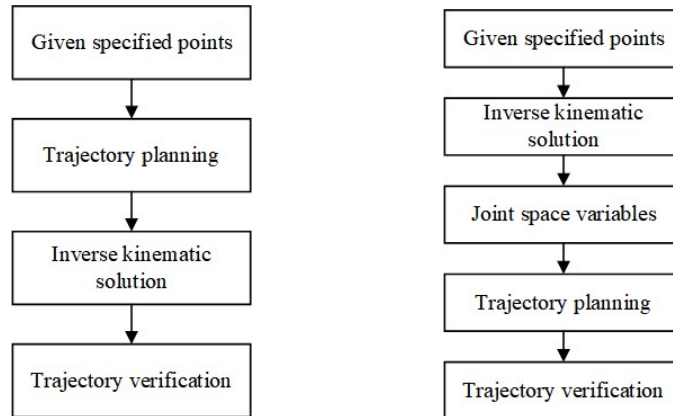 Given specified points
Trajectory planning
Inverse kinematic
solution
Trajectory verification
Given specified points
Inverse kinematic
solution
Joint space variables
Trajectory planning
Trajectory verification